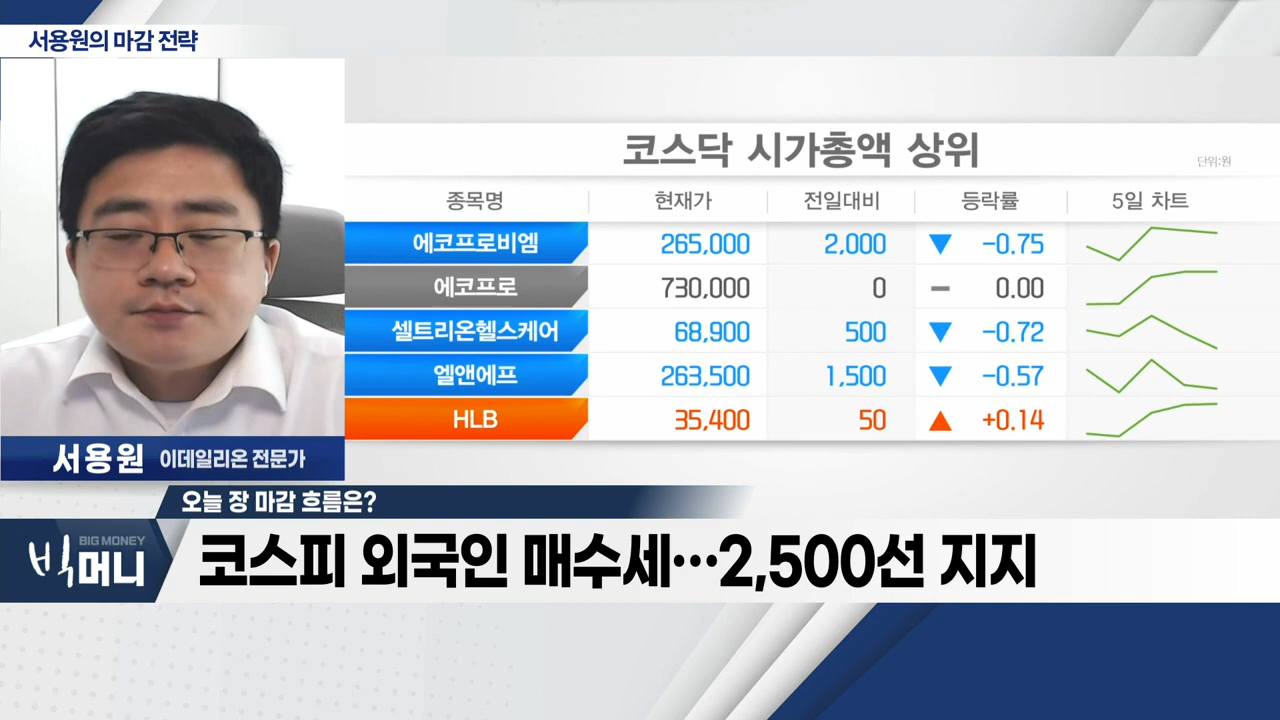 서용원의 마감 전략
코스닥 시가총액 상위
단위:원
종목명 현재가 전일대비 등락률 5일 차트
에코프로비엠 265,000 2,000 ▼ -0.75
에코프로 730,000 0 - 0.00
셀트리온헬스케어 68,900 500 ▼ -0.72
엘앤에프 263,500 1,500 ▼ -0.57
HLB 35,400 50 ▲ +0.14
서용원 이데일리온 전문가
오늘 장 마감 흐름은?
BIG MONEY
빅머니
코스피 외국인 매수세…2,500선 지지